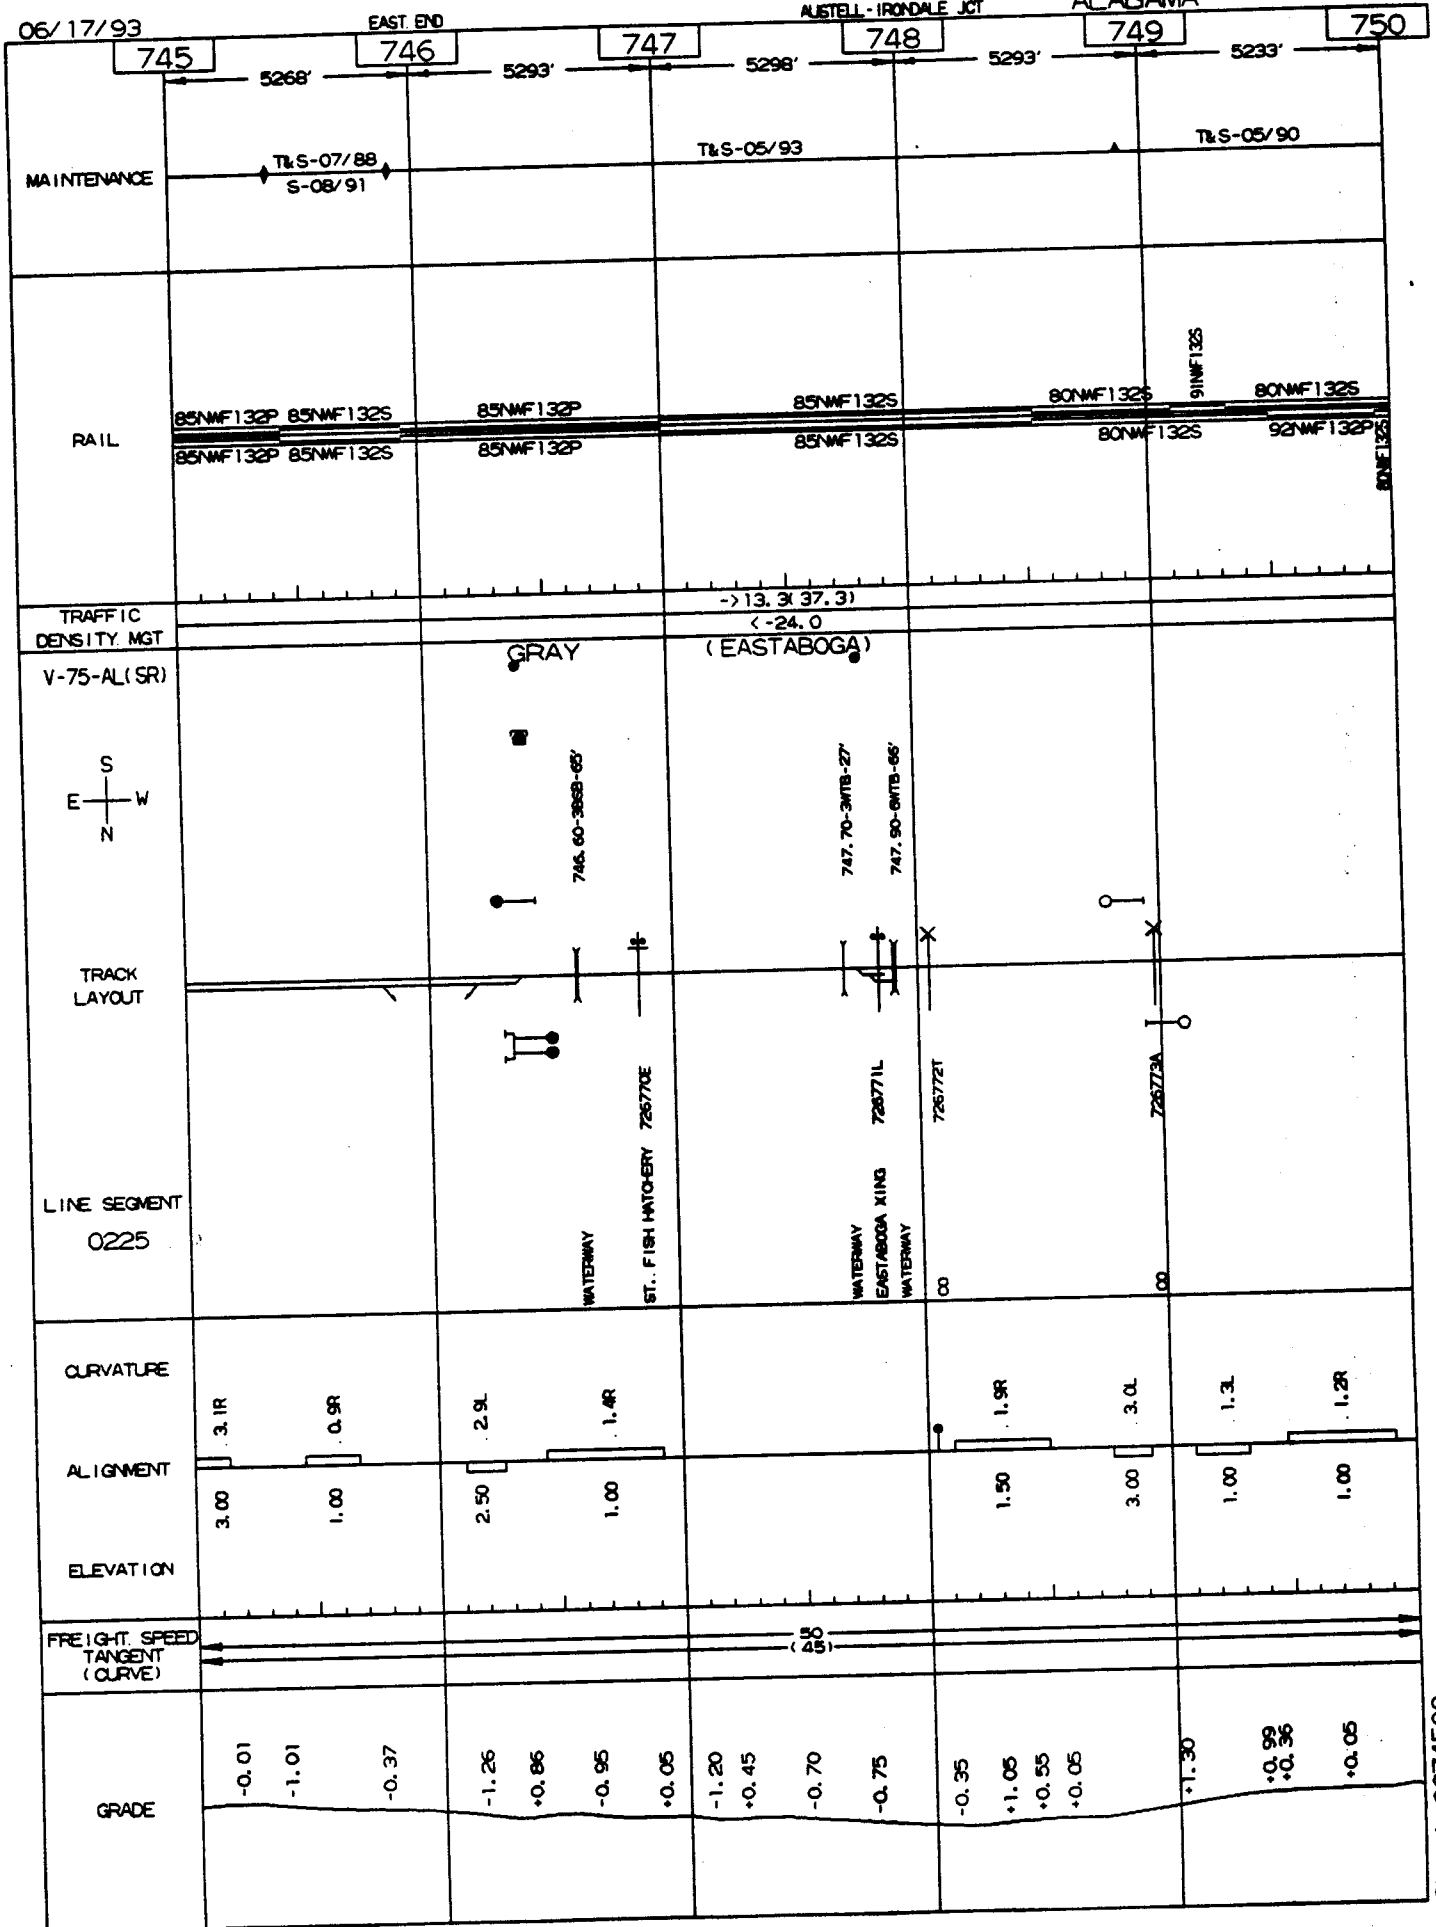 06/17/93
EAST END
AUSTELL-IRONDALE JCT
745 746 747 748 749 750
5268' 5293' 5298' 5293' 5233'
MAINTENANCE
T&S-07/88 T&S-05/93 T&S-05/90
S-08/91
RAIL
91NWF132S
85NWF132P 85NWF132S 85NWF132P 85NWF132S 80NWF132S 80NWF132S
85NWF132P 85NWF132S 85NWF132P 85NWF132S 80NWF132S 92NWF132P
80NWF132S
TRAFFIC
DENSITY MGT
->13.3(37.3)
<-24.0
GRAY (EASTABOGA)
V-75-AL(SR)
S
E W
N
747.70-3WTB-27'
747.90-6WTB-66'
TRACK
LAYOUT
WATERWAY
ST.. FISH HATCHERY 726770E
WATERWAY
EASTABOGA XING 726771L
WATERWAY
726772T
CO
726773A
CO
LINE SEGMENT
0225
CURVATURE
3.1R 0.9R 2.9L 1.4R 1.9R 3.0L 1.3L 1.2R
ALIGNMENT
3.00 1.00 2.50 1.00 1.50 3.00 1.00 1.00
ELEVATION
FREIGHT. SPEED
TANGENT
(CURVE)
50
(45)
GRADE
-0.01 -1.01 -0.37 -1.26 +0.86 -0.95 +0.05 -1.20 +0.45 -0.70 -0.75 -0.35 +1.05 +0.55 +0.05 +1.30 +0.99 +0.36 +0.05